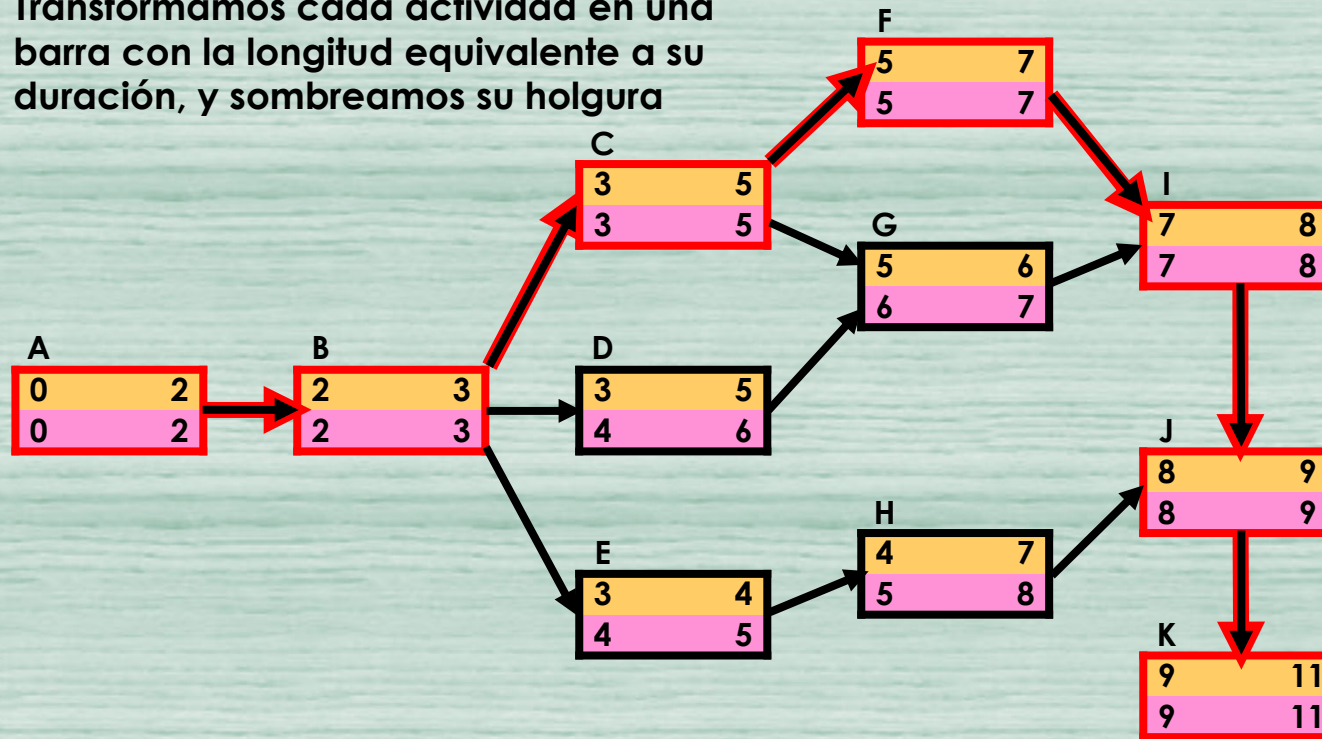 Transformamos cada actividad en una
barra con la longitud equivalente a su
duración, y sombreamos su holgura
F
5 7
5 7
C
3 5
3 5
I
7 8
7 8
G
5 6
6 7
A
0 2
0 2
B
2 3
2 3
D
3 5
4 6
J
8 9
8 9
H
4 7
5 8
E
3 4
4 5
K
9 11
9 11